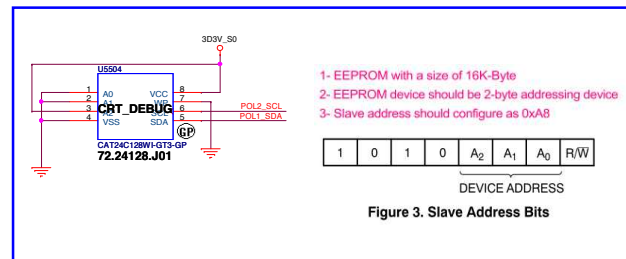 3D3V_S0
U5504
1 A0 VCC 8
2 A1 WP 7
3 A2 SCL 6 POL2_SCL
4 VSS SDA 5 POL1_SDA
CRT_DEBUG
GP
CAT24C128WI-GT3-GP
72.24128.J01
1- EEPROM with a size of 16K-Byte
2- EEPROM device should be 2-byte addressing device
3- Slave address should configure as 0xA8
1 0 1 0 A2 A1 A0 R/W̅
DEVICE ADDRESS
Figure 3. Slave Address Bits